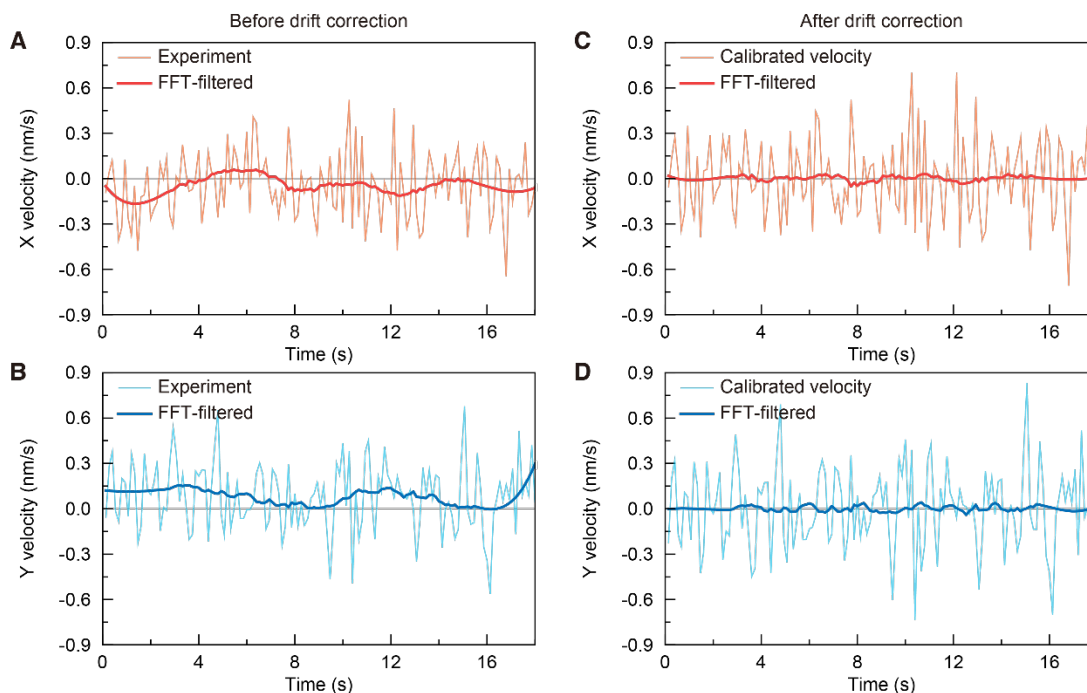 Before drift correction
After drift correction
A
0.9
0.6
0.3
0.0
-0.3
-0.6
-0.9
X velocity (nm/s)
Experiment
FFT-filtered
0
4
8
12
16
Time (s)
C
0.9
0.6
0.3
0.0
-0.3
-0.6
-0.9
X velocity (nm/s)
Calibrated velocity
FFT-filtered
0
4
8
12
16
Time (s)
B
0.9
0.6
0.3
0.0
-0.3
-0.6
-0.9
Y velocity (nm/s)
Experiment
FFT-filtered
0
4
8
12
16
Time (s)
D
0.9
0.6
0.3
0.0
-0.3
-0.6
-0.9
Y velocity (nm/s)
Calibrated velocity
FFT-filtered
0
4
8
12
16
Time (s)